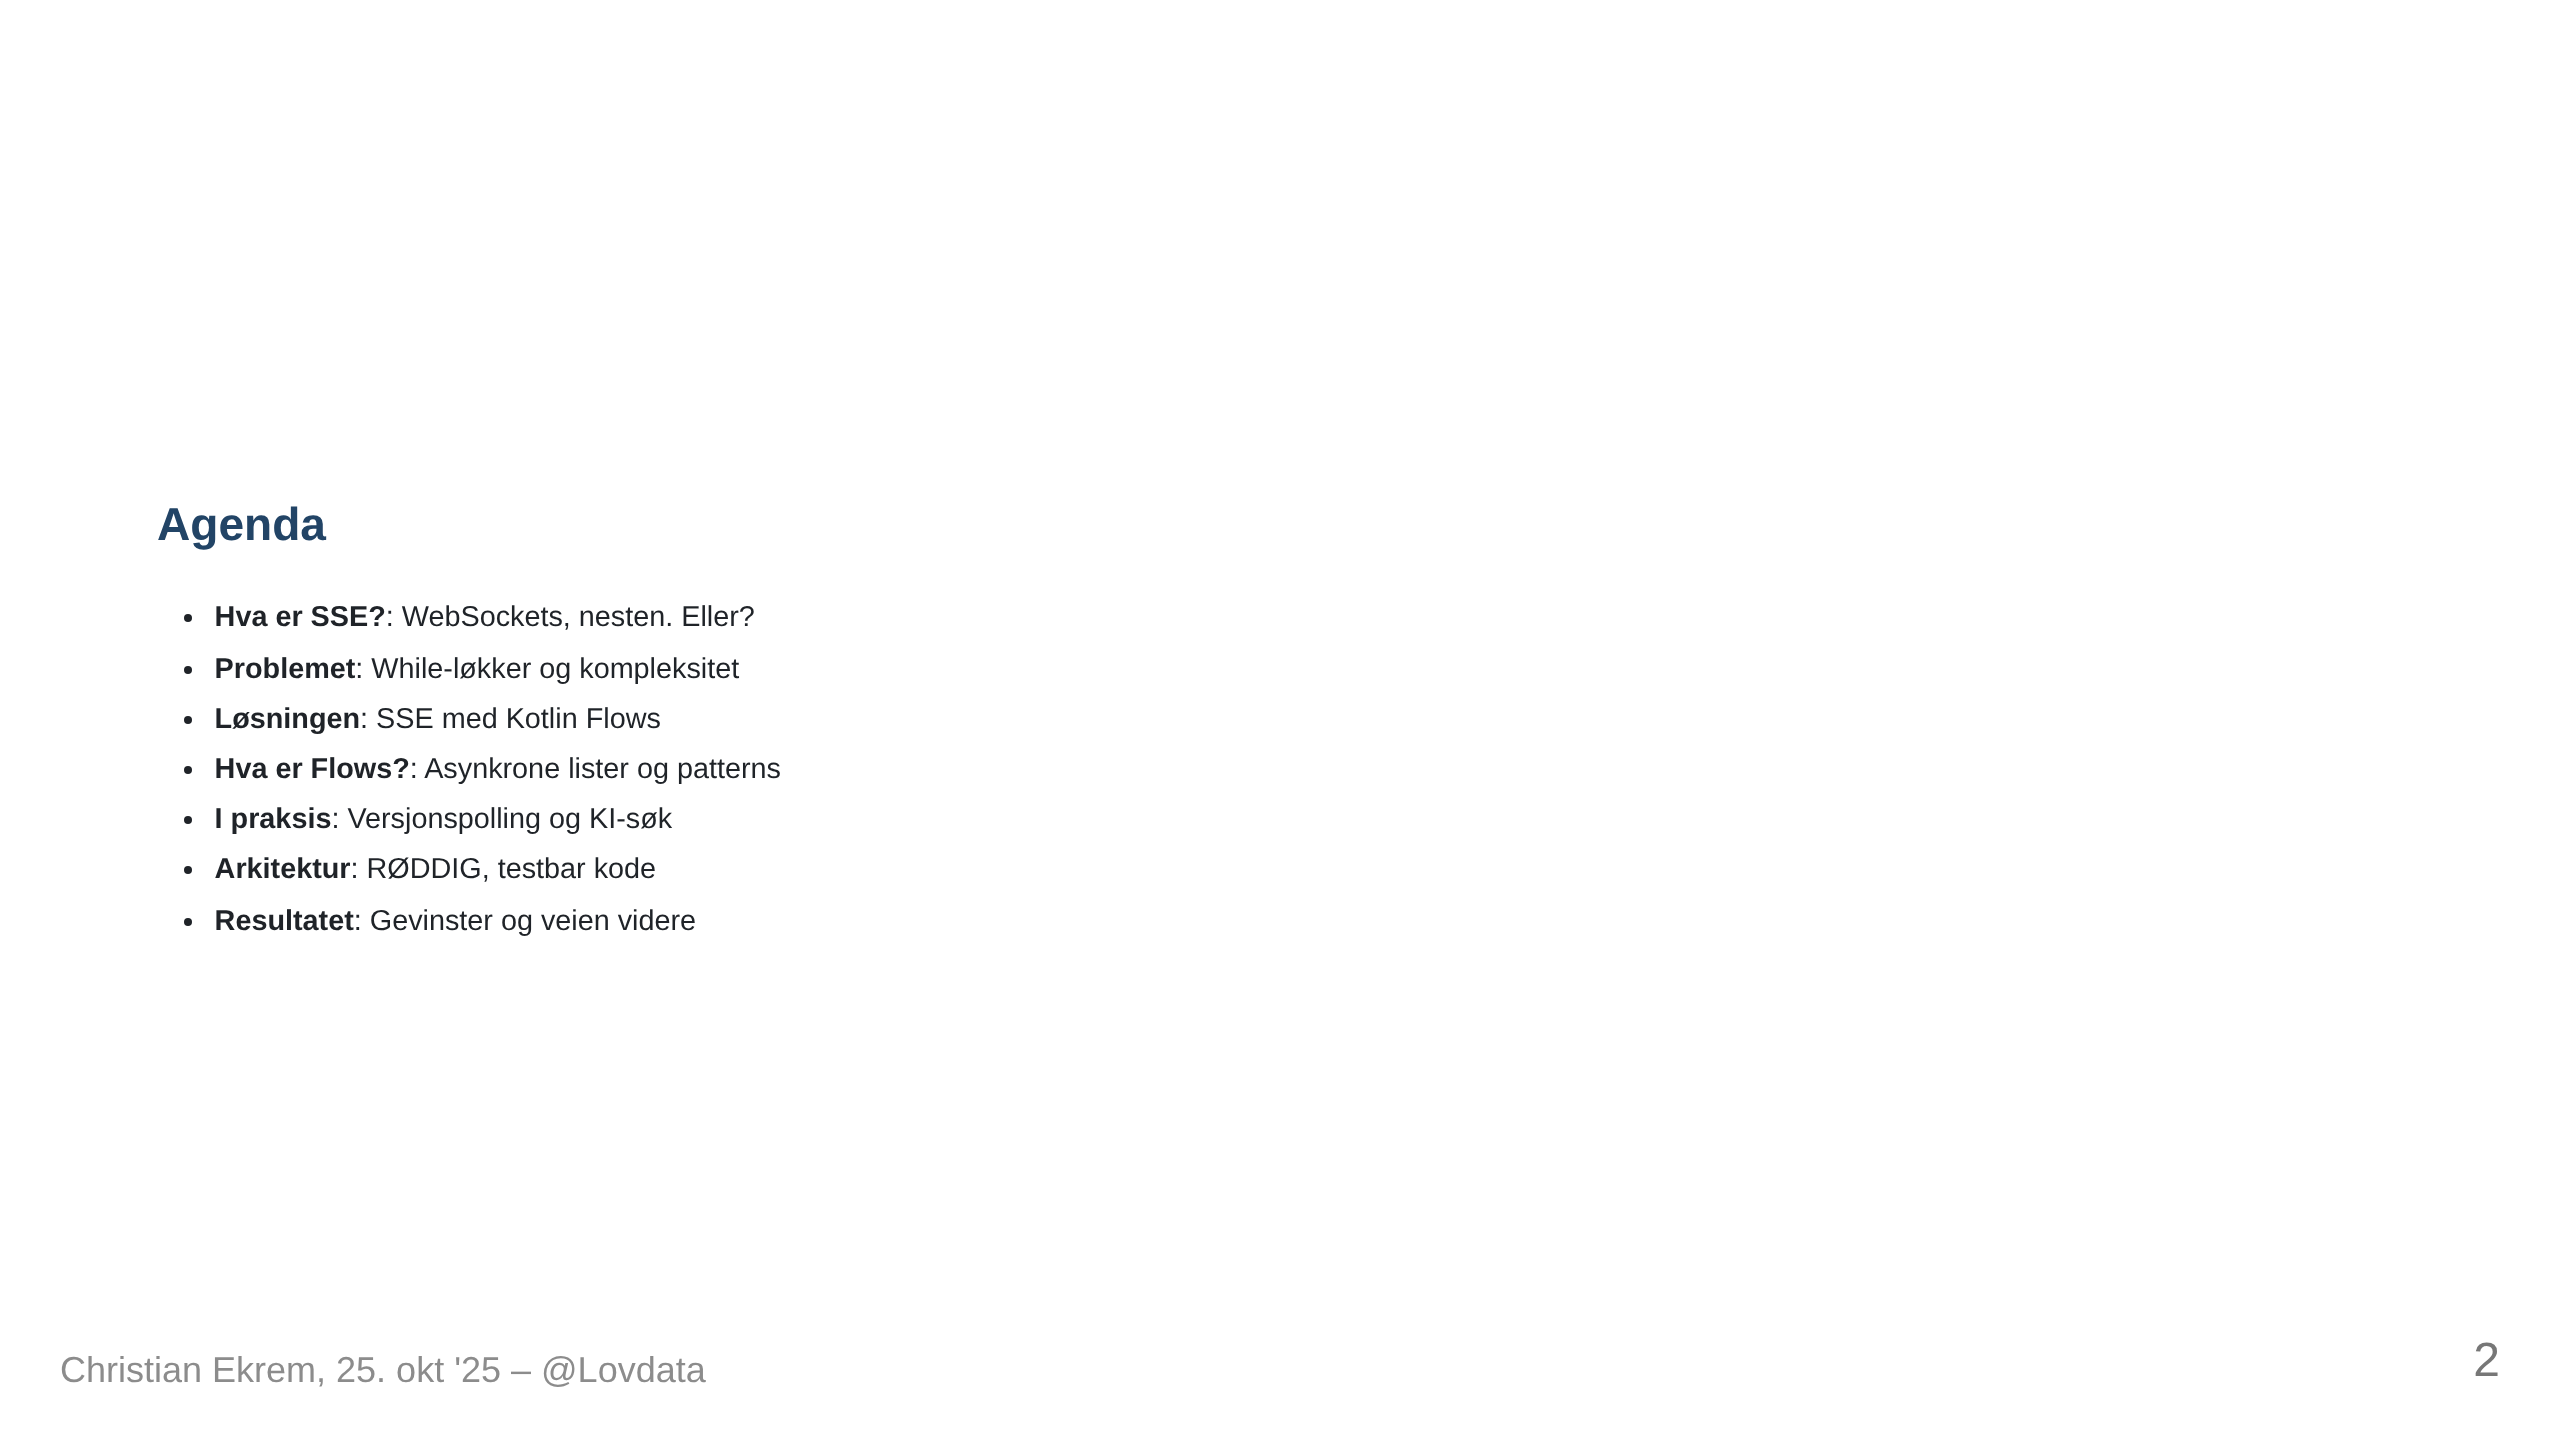 Agenda
• Hva er SSE?: WebSockets, nesten. Eller?
• Problemet: While-løkker og kompleksitet
• Løsningen: SSE med Kotlin Flows
• Hva er Flows?: Asynkrone lister og patterns
• I praksis: Versjonspolling og KI-søk
• Arkitektur: RØDDIG, testbar kode
• Resultatet: Gevinster og veien videre
Christian Ekrem, 25. okt '25 – @Lovdata
2